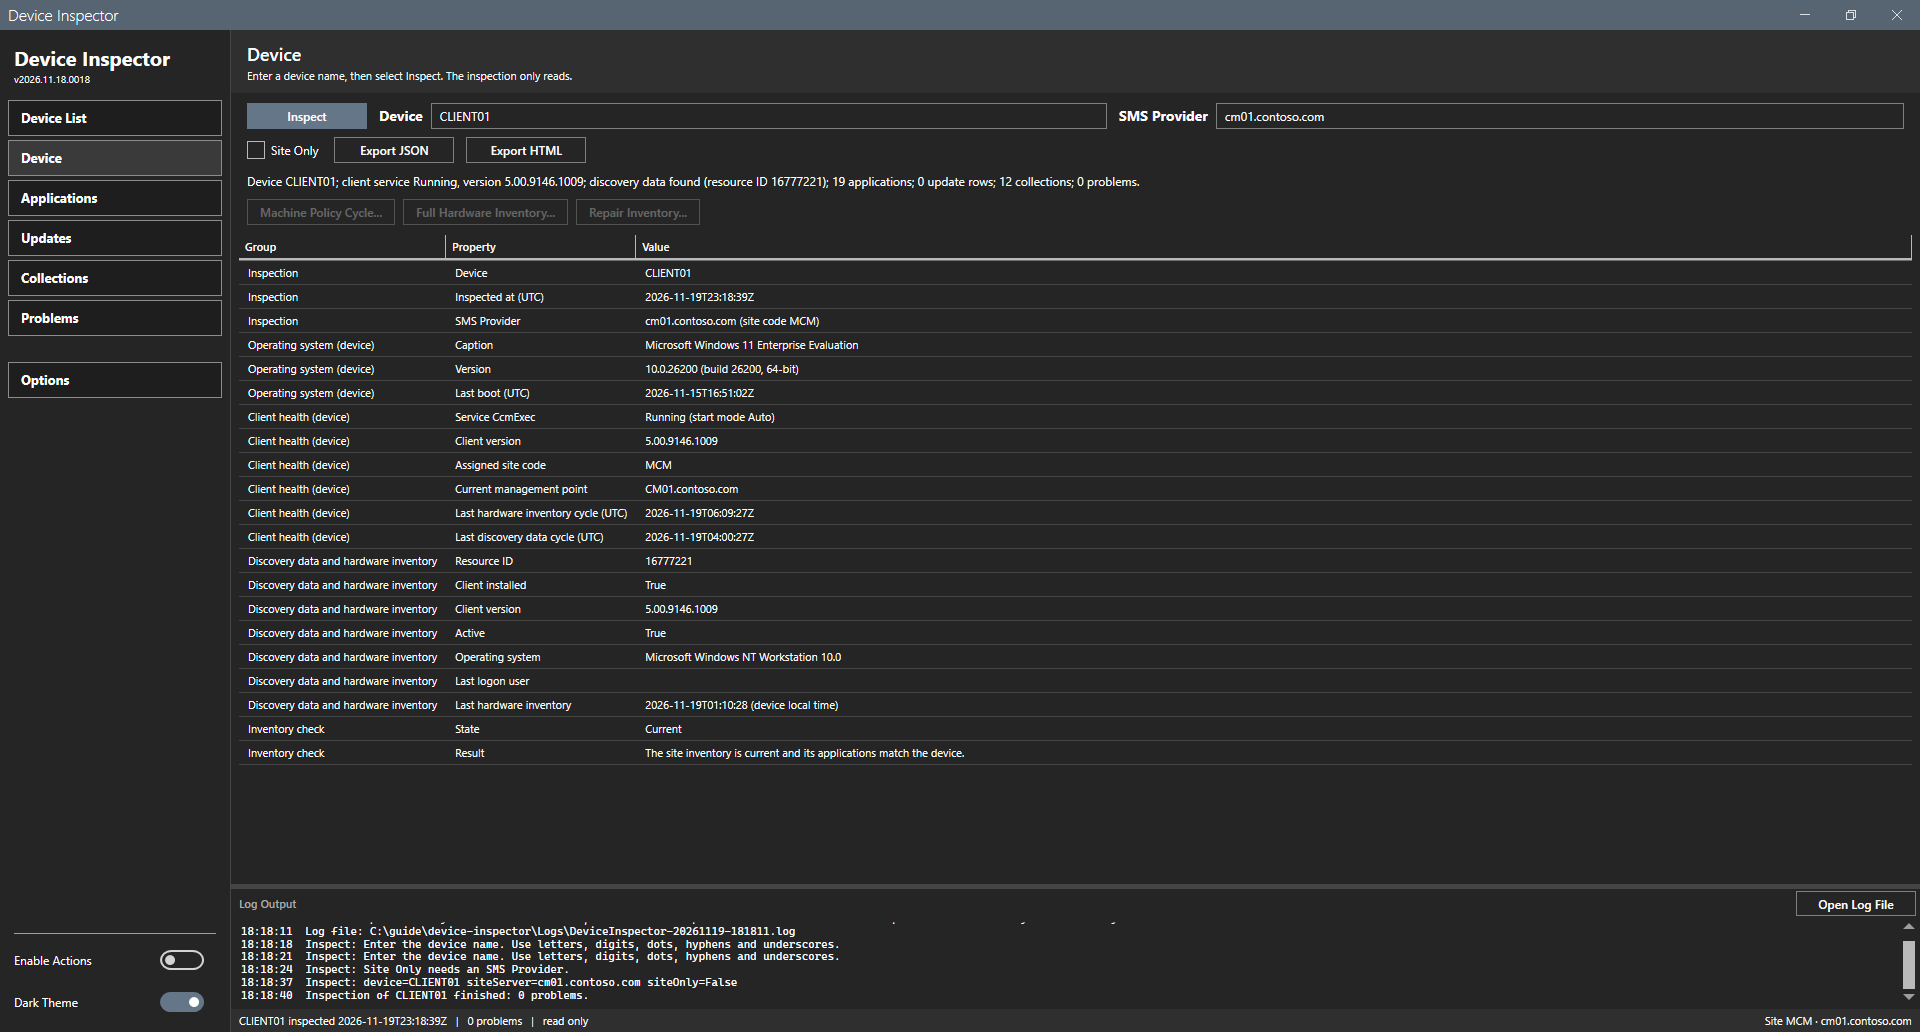 Device Inspector
Device Inspector
v2026.11.18.0018
Device List
Device
Applications
Updates
Collections
Problems
Options
Enable Actions
Dark Theme
Device
Enter a device name, then select Inspect. The inspection only reads.
Inspect Device CLIENT01 SMS Provider cm01.contoso.com
Site Only Export JSON Export HTML
Device CLIENT01; client service Running, version 5.00.9146.1009; discovery data found (resource ID 16777221); 19 applications; 0 update rows; 12 collections; 0 problems.
Machine Policy Cycle... Full Hardware Inventory... Repair Inventory...
Group Property Value
Inspection Device CLIENT01
Inspection Inspected at (UTC) 2026-11-19T23:18:39Z
Inspection SMS Provider cm01.contoso.com (site code MCM)
Operating system (device) Caption Microsoft Windows 11 Enterprise Evaluation
Operating system (device) Version 10.0.26200 (build 26200, 64-bit)
Operating system (device) Last boot (UTC) 2026-11-15T16:51:02Z
Client health (device) Service CcmExec Running (start mode Auto)
Client health (device) Client version 5.00.9146.1009
Client health (device) Assigned site code MCM
Client health (device) Current management point CM01.contoso.com
Client health (device) Last hardware inventory cycle (UTC) 2026-11-19T06:09:27Z
Client health (device) Last discovery data cycle (UTC) 2026-11-19T04:00:27Z
Discovery data and hardware inventory Resource ID 16777221
Discovery data and hardware inventory Client installed True
Discovery data and hardware inventory Client version 5.00.9146.1009
Discovery data and hardware inventory Active True
Discovery data and hardware inventory Operating system Microsoft Windows NT Workstation 10.0
Discovery data and hardware inventory Last logon user
Discovery data and hardware inventory Last hardware inventory 2026-11-19T01:10:28 (device local time)
Inventory check State Current
Inventory check Result The site inventory is current and its applications match the device.
Log Output Open Log File
18:18:11 Log file: C:\guide\device-inspector\Logs\DeviceInspector-20261119-181811.log
18:18:18 Inspect: Enter the device name. Use letters, digits, dots, hyphens and underscores.
18:18:21 Inspect: Enter the device name. Use letters, digits, dots, hyphens and underscores.
18:18:24 Inspect: Site Only needs an SMS Provider.
18:18:37 Inspect: device=CLIENT01 siteServer=cm01.contoso.com siteOnly=False
18:18:40 Inspection of CLIENT01 finished: 0 problems.
CLIENT01 inspected 2026-11-19T23:18:39Z | 0 problems | read only Site MCM · cm01.contoso.com